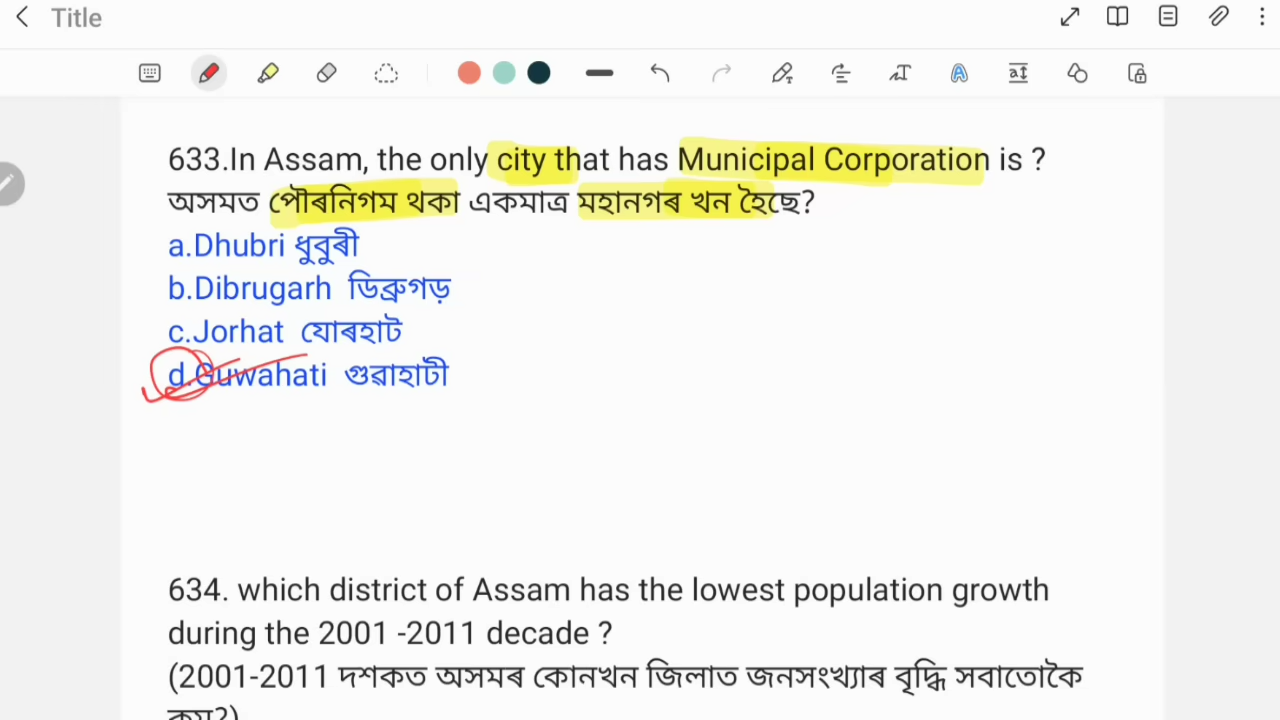 Title
633.In Assam, the only city that has Municipal Corporation is ?
অসমত পৌৰনিগম থকা একমাত্ৰ মহানগৰ খন হৈছে?
a.Dhubri ধুবুৰী
b.Dibrugarh ডিব্ৰুগড়
c.Jorhat যোৰহাট
d.Guwahati গুৱাহাটী
634. which district of Assam has the lowest population growth
during the 2001 -2011 decade ?
(2001-2011 দশকত অসমৰ কোনখন জিলাত জনসংখ্যাৰ বৃদ্ধি সবাতোকৈ
কম?)